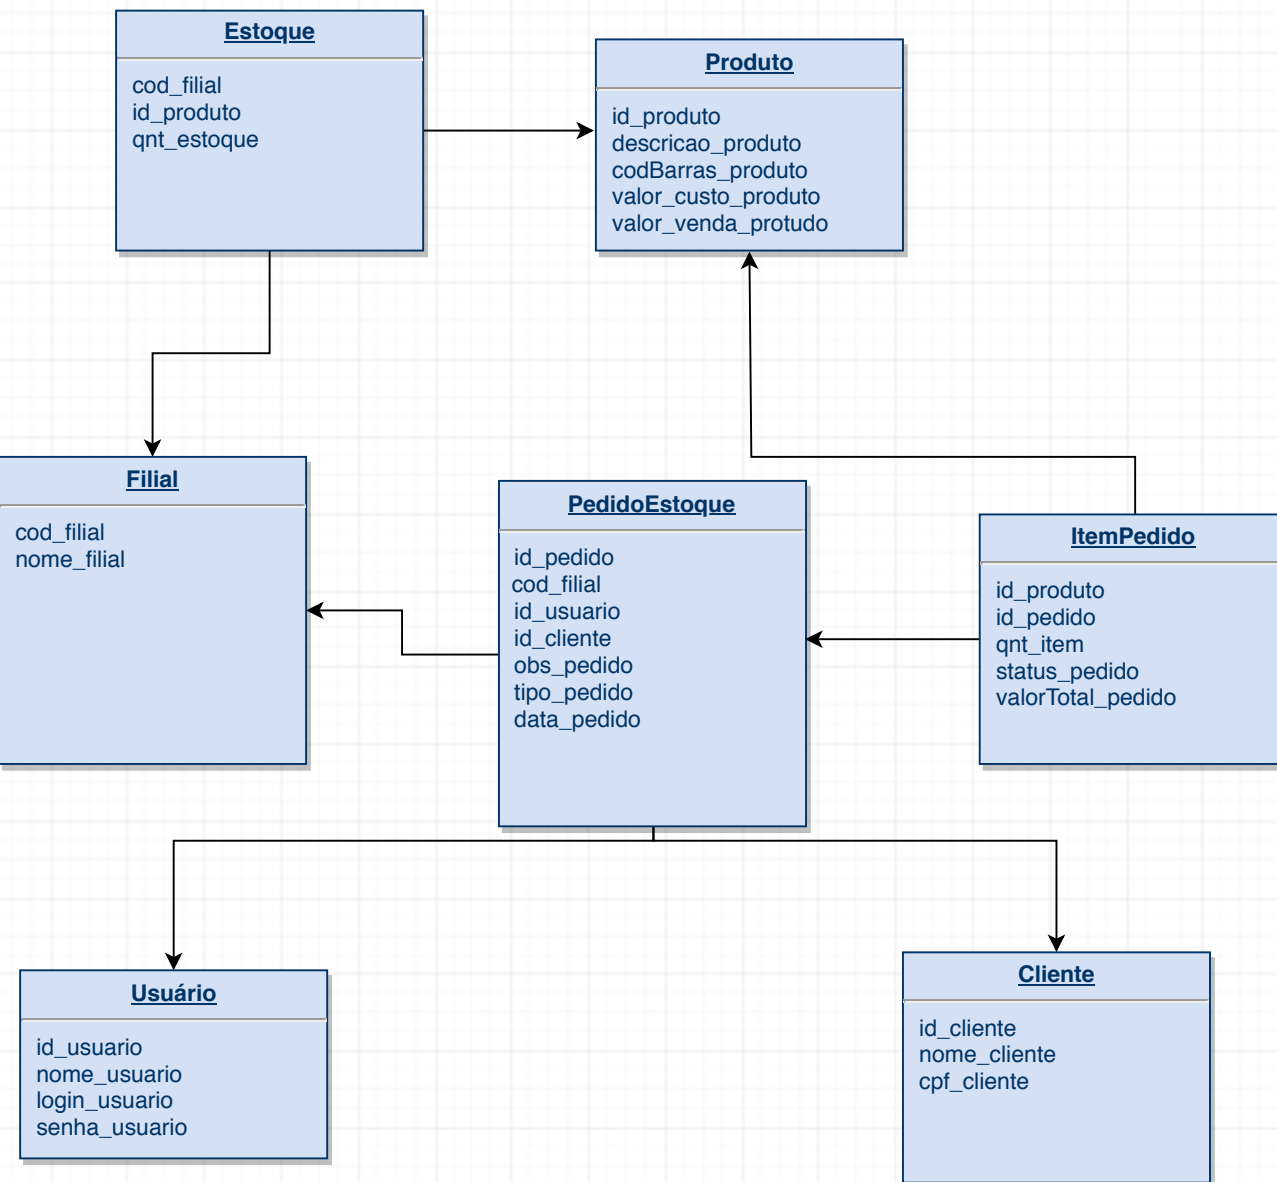 Estoque
cod_filial
id_produto
qnt_estoque
Produto
id_produto
descricao_produto
codBarras_produto
valor_custo_produto
valor_venda_protudo
Filial
cod_filial
nome_filial
PedidoEstoque
id_pedido
cod_filial
id_usuario
id_cliente
obs_pedido
tipo_pedido
data_pedido
ItemPedido
id_produto
id_pedido
qnt_item
status_pedido
valorTotal_pedido
Usuário
id_usuario
nome_usuario
login_usuario
senha_usuario
Cliente
id_cliente
nome_cliente
cpf_cliente